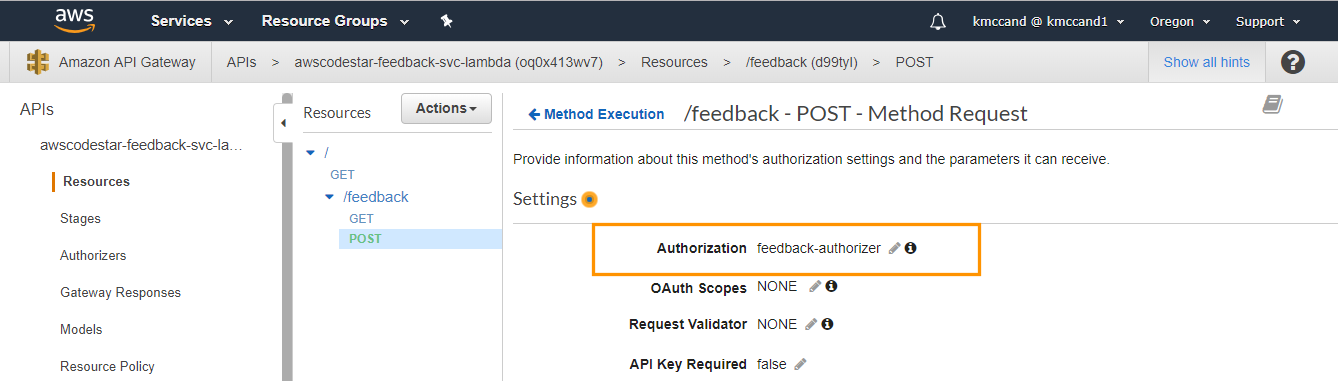 aws Services Resource Groups kmccand @ kmccand1 Oregon Support
Amazon API Gateway APIs > awscodestar-feedback-svc-lambda (oq0x413wv7) > Resources > /feedback (d99tyl) > POST Show all hints ?
APIs
awscodestar-feedback-svc-la...
Resources
Stages
Authorizers
Gateway Responses
Models
Resource Policy
Resources Actions
/
GET
/feedback
GET
POST
Method Execution /feedback - POST - Method Request
Provide information about this method's authorization settings and the parameters it can receive.
Settings
Authorization feedback-authorizer
OAuth Scopes NONE
Request Validator NONE
API Key Required false